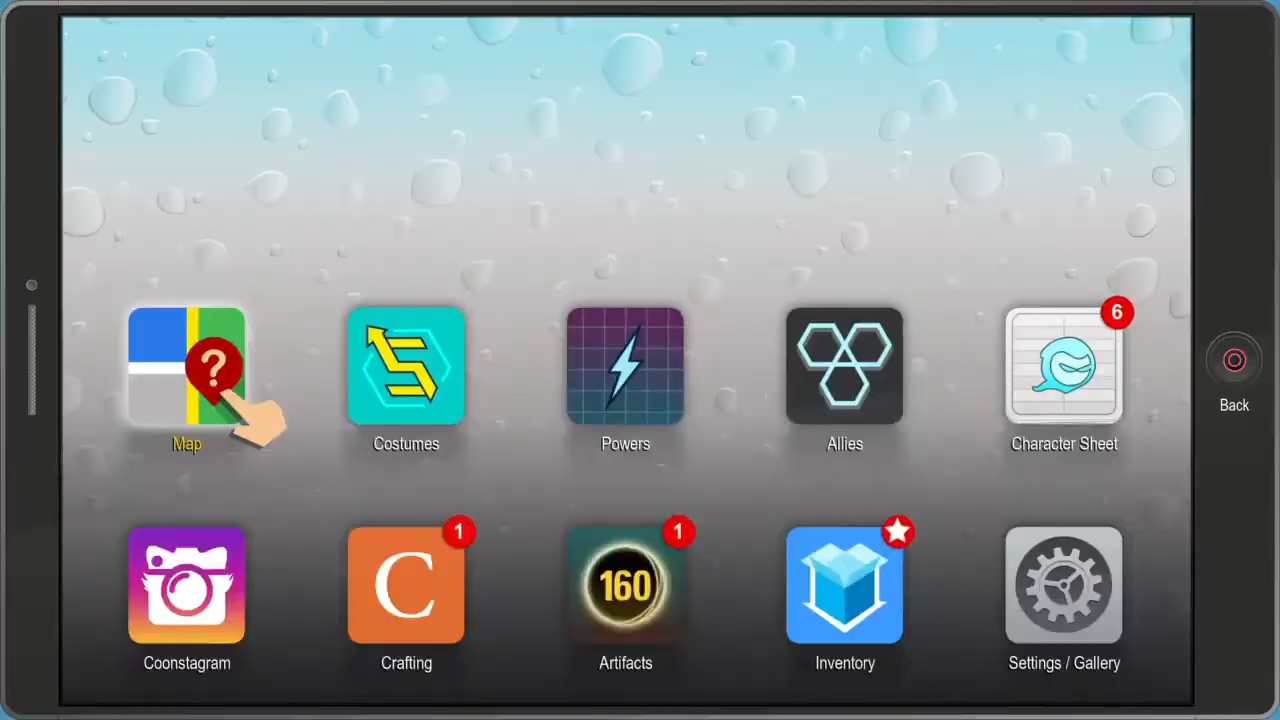 ?
6
Back
Map
Costumes
Powers
Allies
Character Sheet
1
1
C
160
Coonstagram
Crafting
Artifacts
Inventory
Settings / Gallery